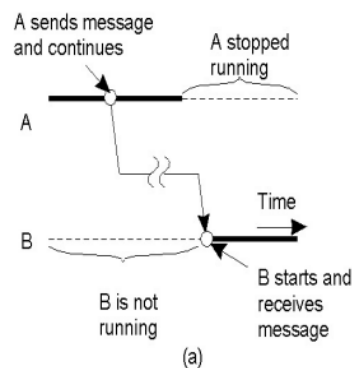 A sends message
and continues
A stopped
running
A
Time
B
B is not
running
B starts and
receives
message
(a)